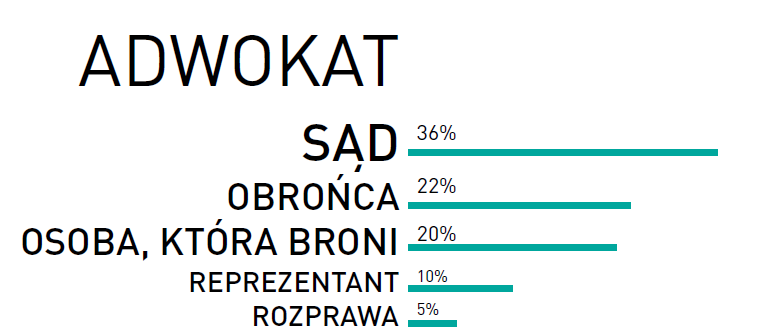 ADWOKAT
SĄD 36%
OBROŃCA 22%
OSOBA, KTÓRA BRONI 20%
REPREZENTANT 10%
ROZPRAWA 5%